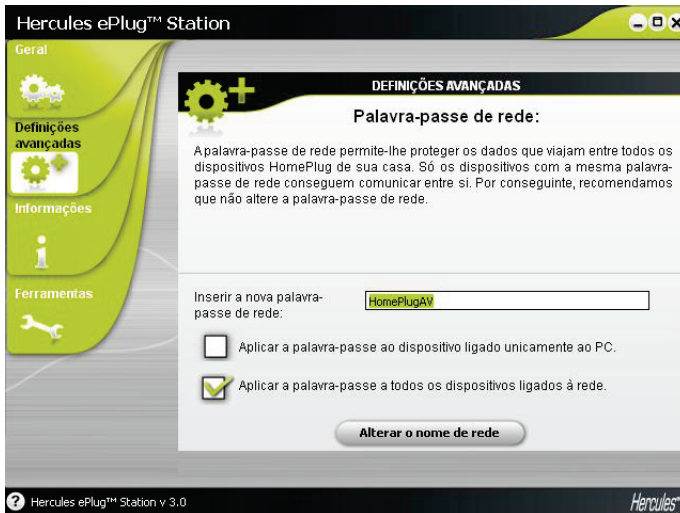 Hercules ePlug™ Station
Geral
Definições
avançadas
Informações
Ferramentas
DEFINIÇÕES AVANÇADAS
Palavra-passe de rede:
A palavra-passe de rede permite-lhe proteger os dados que viajam entre todos os
dispositivos HomePlug de sua casa. Só os dispositivos com a mesma palavra-
passe de rede conseguem comunicar entre si. Por conseguinte, recomendamos
que não altere a palavra-passe de rede.
Inserir a nova palavra-
passe de rede:
HomePlugAV
Aplicar a palavra-passe ao dispositivo ligado unicamente ao PC.
Aplicar a palavra-passe a todos os dispositivos ligados à rede.
Alterar o nome de rede
? Hercules ePlug™ Station v 3.0
Hercules™